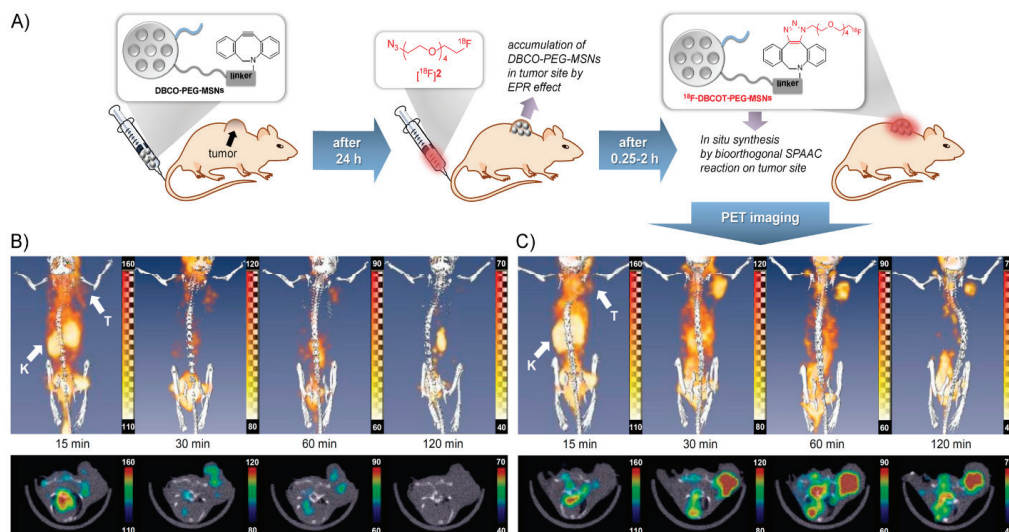 A)
DBCO-PEG-MSNs
N
linker
tumor
after
24 h
N3
O
4
18F
[18F]2
accumulation of
DBCO-PEG-MSNs
in tumor site by
EPR effect
after
0.25-2 h
N
N
N
O
4
18F
N
linker
18F-DBCOT-PEG-MSNs
In situ synthesis
by bioorthogonal SPAAC
reaction on tumor site
PET imaging
B)
160
120
90
70
T
K
110
80
60
40
15 min
30 min
60 min
120 min
160
120
90
70
110
80
60
40
C)
160
120
90
T
K
110
80
60
15 min
30 min
60 min
120 min
160
120
90
110
80
60